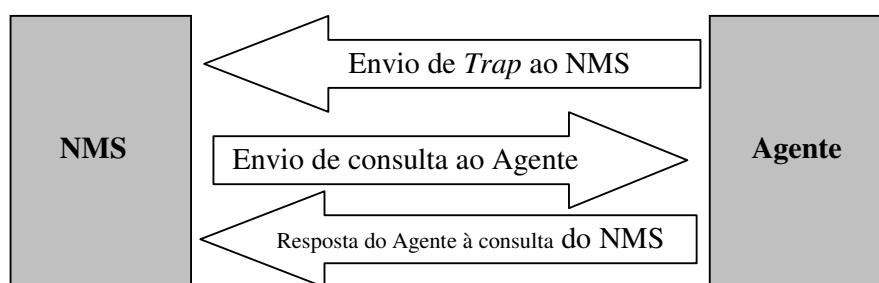 Envio de Trap ao NMS
NMS
Envio de consulta ao Agente
Agente
Resposta do Agente à consulta do NMS